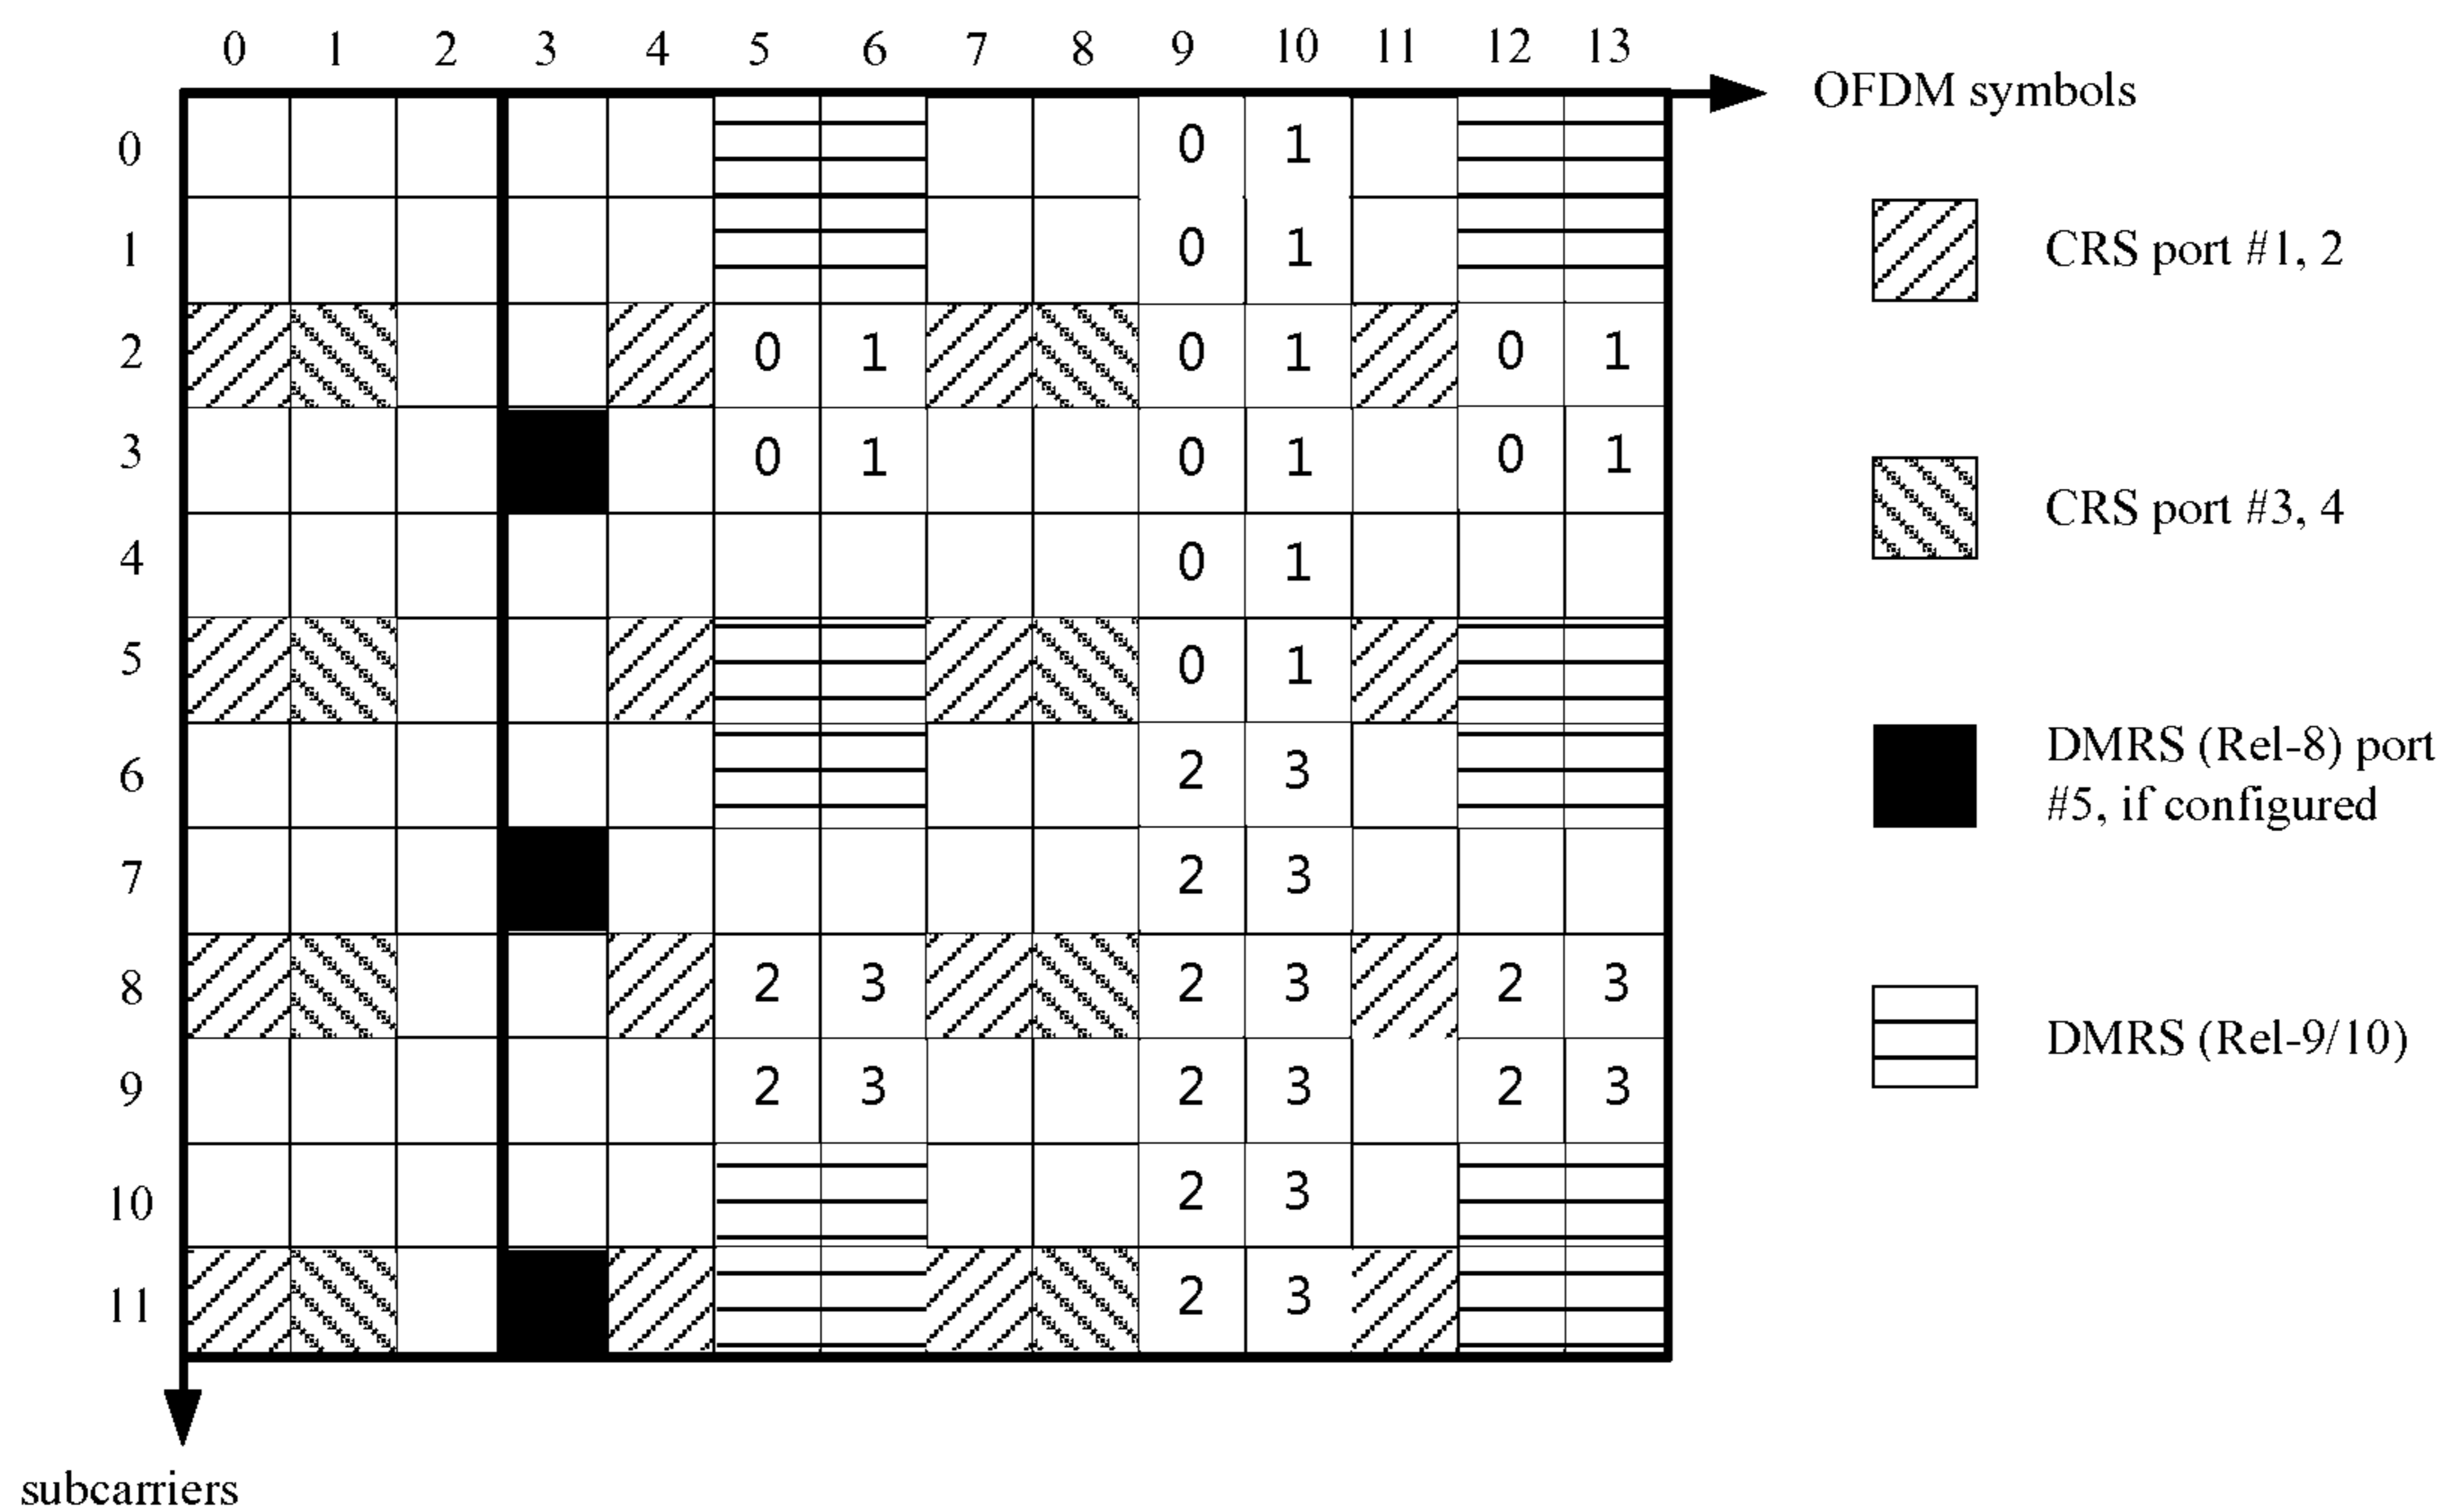 0 1 2 3 4 5 6 7 8 9 10 11 12 13
OFDM symbols
0 0 1
1 0 1
2 0 1 0 1 0 1
3 0 1 0 1 0 1
4 0 1
5 0 1
6 2 3
7 2 3
8 2 3 2 3 2 3
9 2 3 2 3 2 3
10 2 3
11 2 3
subcarriers
CRS port #1, 2
CRS port #3, 4
DMRS (Rel-8) port
#5, if configured
DMRS (Rel-9/10)